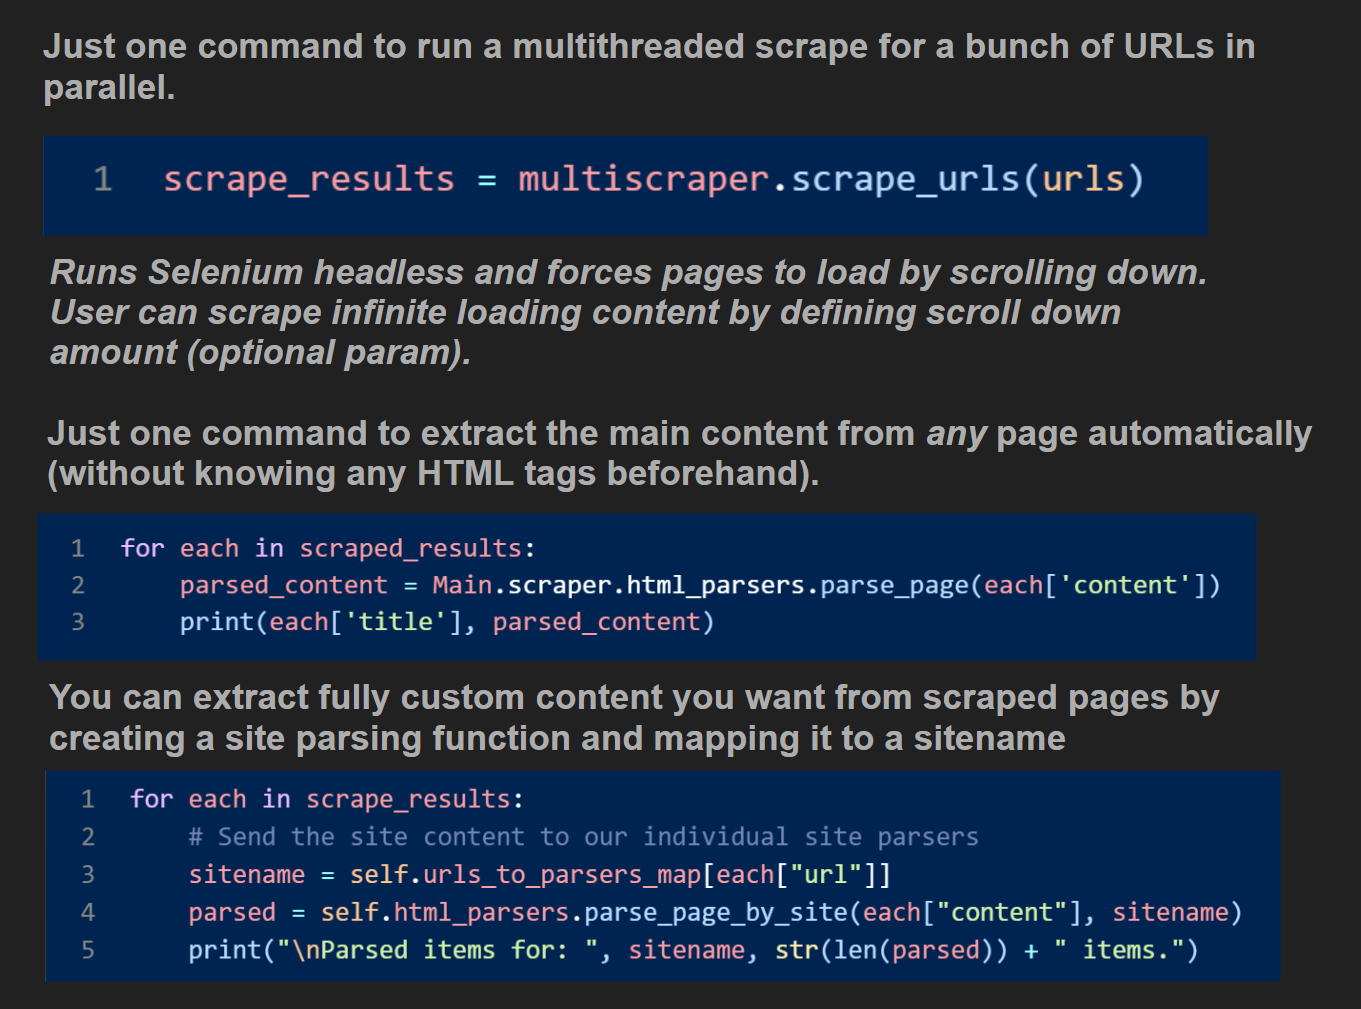 Just one command to run a multithreaded scrape for a bunch of URLs in
parallel.
1 scrape_results = multiscraper.scrape_urls(urls)
Runs Selenium headless and forces pages to load by scrolling down.
User can scrape infinite loading content by defining scroll down
amount (optional param).
Just one command to extract the main content from any page automatically
(without knowing any HTML tags beforehand).
1 for each in scraped_results:
2     parsed_content = Main.scraper.html_parsers.parse_page(each['content'])
3     print(each['title'], parsed_content)
You can extract fully custom content you want from scraped pages by
creating a site parsing function and mapping it to a sitename
1 for each in scrape_results:
2     # Send the site content to our individual site parsers
3     sitename = self.urls_to_parsers_map[each["url"]]
4     parsed = self.html_parsers.parse_page_by_site(each["content"], sitename)
5     print("\nParsed items for: ", sitename, str(len(parsed)) + " items.")